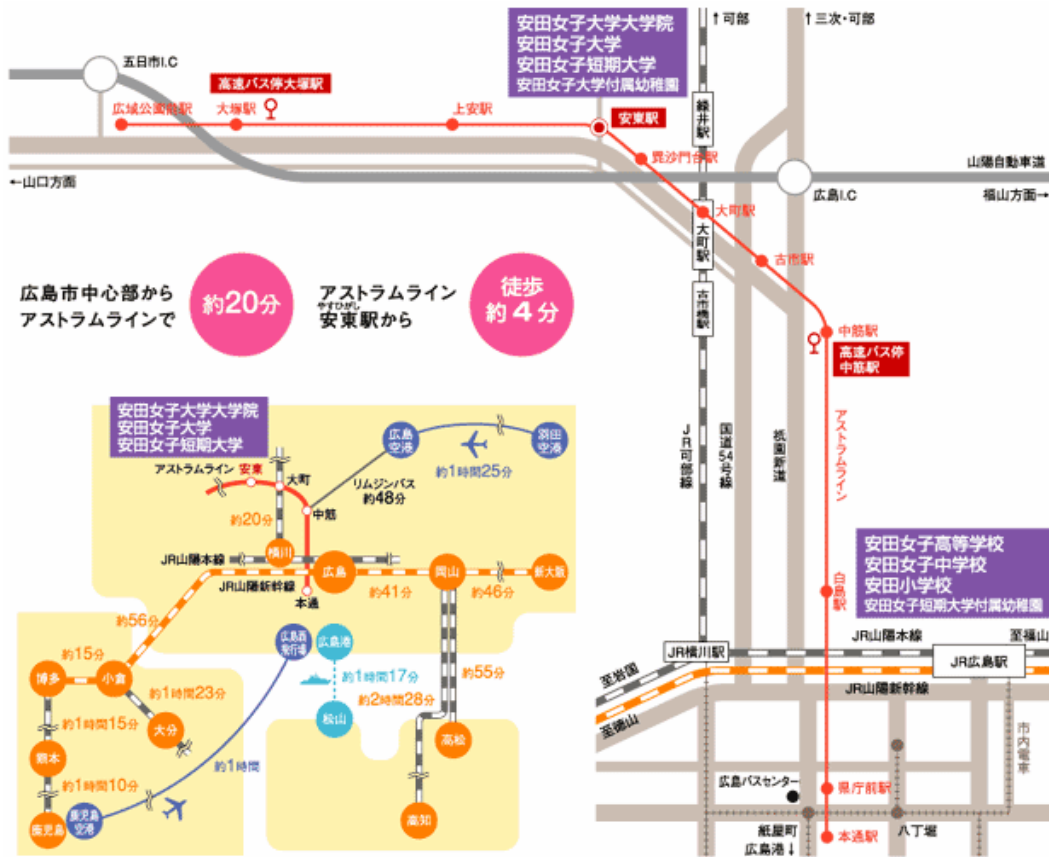 安田女子大学大学院
安田女子大学
安田女子短期大学
安田女子大学付属幼稚園
↑可部
↑三次・可部
五日市I.C
高速バス停大塚駅
広域公園前駅
大塚駅
上安駅
安東駅
緑井駅
毘沙門台駅
山陽自動車道
←山口方面
広島I.C
福山方面→
大町駅
大町駅
古市駅
古市橋駅
広島市中心部から
アストラムラインで
約20分
アストラムライン
やすひがし
安東駅から
徒歩
約4分
中筋駅
高速バス停
中筋駅
JR可部線
国道54号線
祇園新道
アストラムライン
安田女子大学大学院
安田女子大学
安田女子短期大学
広島
空港
羽田
空港
約1時間25分
アストラムライン 安東
大町
リムジンバス
約48分
中筋
約20分
横川
JR山陽本線
JR山陽新幹線
広島
岡山
新大阪
約41分
約46分
本通
約56分
広島西
飛行場
広島港
約15分
博多
小倉
約1時間23分
約1時間17分
約2時間28分
約55分
約1時間15分
大分
松山
熊本
高松
約1時間
約1時間10分
鹿児島
鹿児島
空港
高知
安田女子高等学校
安田女子中学校
安田小学校
安田女子短期大学付属幼稚園
白島駅
JR横川駅
JR山陽本線
至福山
JR広島駅
至岩国
JR山陽新幹線
至徳山
市内電車
広島バスセンター
県庁前駅
紙屋町
広島港↓
八丁堀
本通駅